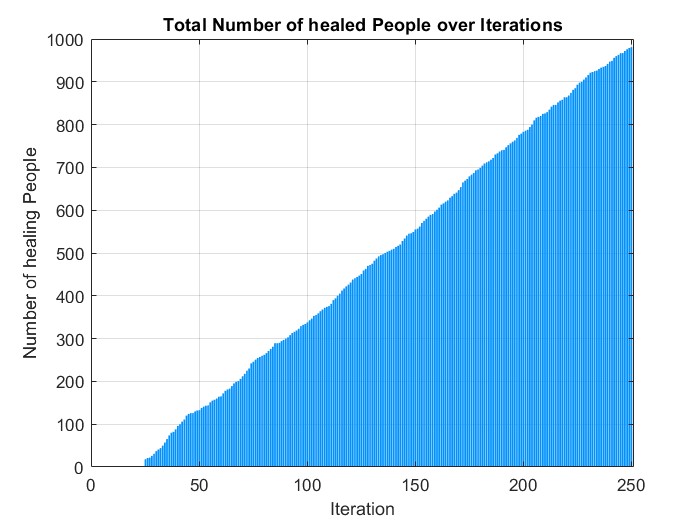 Total Number of healed People over Iterations
1000
900
800
700
600
500
400
300
200
100
0
Number of healing People
0 50 100 150 200 250
Iteration